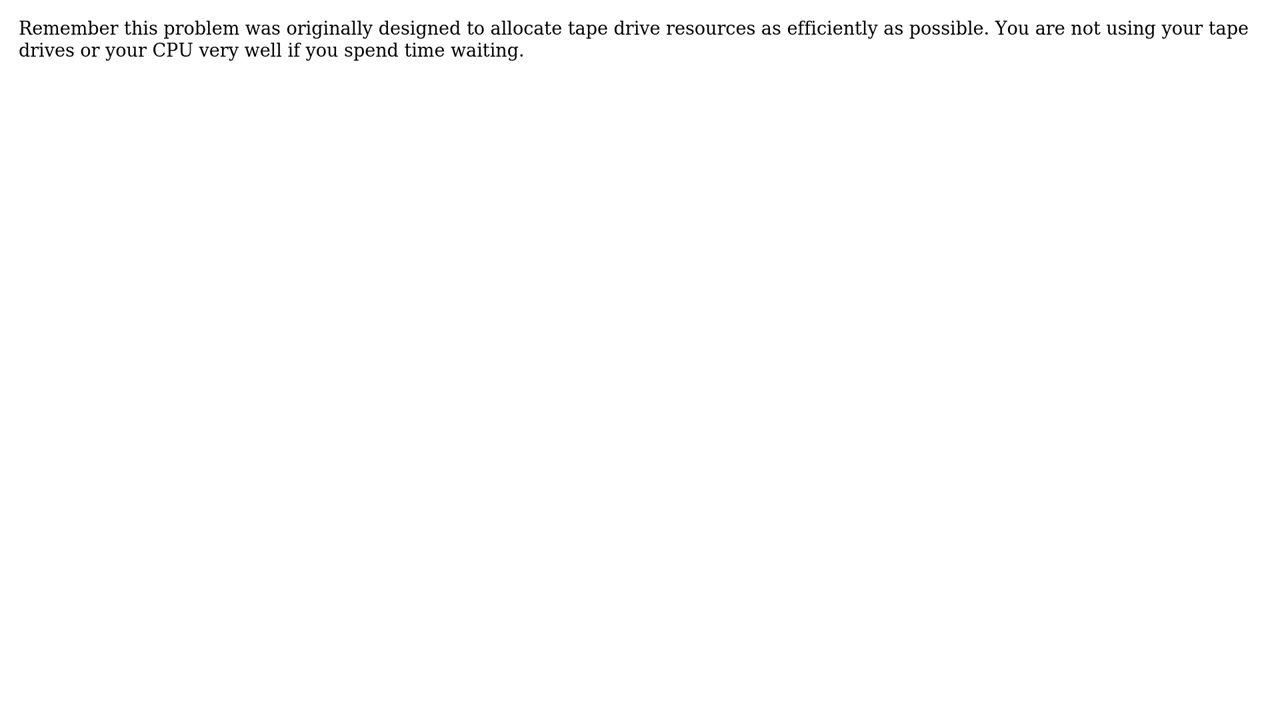 Remember this problem was originally designed to allocate tape drive resources as efficiently as possible. You are not using your tape
drives or your CPU very well if you spend time waiting.